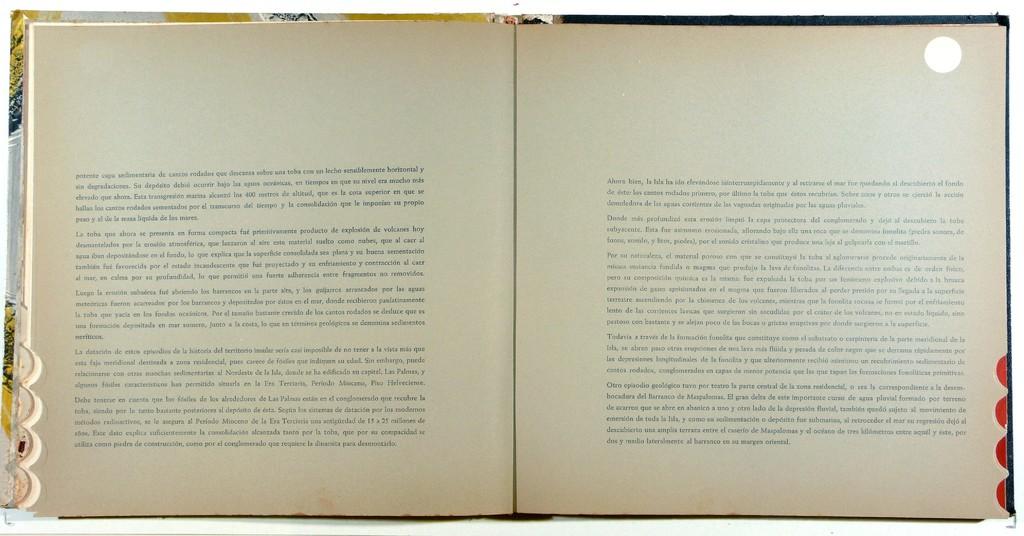 potente capa sedimentaria de cantos rodados que descansa sobre una toba con un lecho sensiblemente horizontal y
sin degradaciones. Su depósito debió ocurrir bajo las aguas oceánicas, en tiempos en que su nivel era mucho más
elevado que ahora. Esta transgresión marina alcanzó los 400 metros de altitud, que es la cota superior en que se
hallan los cantos rodados sementados por el transcurso del tiempo y la consolidación que le imponían su propio
peso y el de la masa líquida de los mares.
La toba que ahora se presenta en forma compacta fué primitivamente producto de explosión de volcanes hoy
desmantelados por la erosión atmosférica, que lanzaron al aire este material suelto como nubes, que al caer al
agua iban depositándose en el fondo, lo que explica que la superficie consolidada sea plana y su buena sementación
también fué favorecida por el estado incandescente que fué proyectado y su enfriamiento y contracción al caer
al mar, en calma por su profundidad, lo que permitió una fuerte adherencia entre fragmentos no removidos.
Luego la erosión subaérea fué abriendo los barrancos en la parte alta, y los guijarros arrancados por las aguas
meteóricas fueron acarreados por los barrancos y depositados por éstos en el mar, donde recibieron paulatinamente
la toba que yacía en los fondos oceánicos. Por el tamaño bastante crecido de los cantos rodados se deduce que es
una formación depositada en mar somero, junto a la costa, lo que en términos geológicos se denomina sedimentos
neríticos.
La datación de estos episodios de la historia del territorio insular sería casi imposible de no tener a la vista más que
esta faja meridional destinada a zona residencial, pues carece de fósiles que indiquen su edad. Sin embargo, puede
relacionarse con otras manchas sedimentarias al Nordeste de la Isla, donde se ha edificado su capital, Las Palmas, y
algunos fósiles característicos han permitido situarla en la Era Terciaria, Período Mioceno, Piso Helveciense.
Debe tenerse en cuenta que los fósiles de los alrededores de Las Palmas están en el conglomerado que recubre la
toba, siendo por lo tanto bastante posteriores al depósito de ésta. Según los sistemas de datación por los modernos
métodos radioactivos, se le asegura al Período Mioceno de la Era Terciaria una antigüedad de 15 a 25 millones de
años. Este dato explica suficientemente la consolidación alcanzada tanto por la toba, que por su compacidad se
utiliza como piedra de construcción, como por el conglomerado que requiere la dinamita para desmontarlo.
Ahora bien, la Isla ha ido elevándose ininterrumpidamente y al retirarse el mar fue quedando al descubierto el fondo
de éste: los cantos rodados primero, por último la toba que éstos recubrían. Sobre unos y otros se ejerció la acción
demoledora de las aguas corrientes de las vaguadas originadas por las aguas pluviales.
Donde más profundizó esta erosión limpió la capa protectora del conglomerado y dejó al descubierto la toba
subyacente. Esta fue asimismo erosionada, aflorando bajo ella una roca que se denomina fonolita (piedra sonora, de
fonos, sonido, y litos, piedra), por el sonido cristalino que produce una laja al golpearla con el martillo.
Por su naturaleza, el material poroso con que se constituyó la toba al aglomerarse procede originariamente de la
misma sustancia fundida o magma que produjo la lava de fonolitas. La diferencia entre ambas es de orden físico,
pero su composición química es la misma: fue expulsada la toba por un fenómeno explosivo debido a la brusca
expansión de gases aprisionados en el magma que fueron liberados al perder presión por su llegada a la superficie
terrestre ascendiendo por la chimenea de los volcanes, mientras que la fonolita rocosa se formó por el enfriamiento
lento de las corrientes lávicas que surgieron sin sacudidas por el cráter de los volcanes, no en estado líquido, sino
pastoso con bastante y se alejan poco de las bocas o grietas eruptivas por donde surgieron a la superficie.
Todavía a través de la formación fonolita que constituye como el substrato o carpintería de la parte meridional de la
Isla, se abren paso otras erupciones de una lava más flúida y pesada de color negro que se derrama rápidamente por
las depresiones longitudinales de la fonolita y que ulteriormente recibió asimismo un recubrimiento sedimentario de
cantos rodados, conglomerados en capas de menor potencia que las que tapan las formaciones fonolíticas primitivas.
Otro episodio geológico tuvo por teatro la parte central de la zona residencial, o sea la correspondiente a la desem-
bocadura del Barranco de Maspalomas. El gran delta de este importante curso de agua pluvial formado por terreno
de acarreo que se abre en abanico a uno y otro lado de la depresión fluvial, también quedó sujeto al movimiento de
emersión de toda la Isla, y como su sedimentación o depósito fue submarina, al retroceder el mar su regresión dejó al
descubierto una amplia terraza entre el caserío de Maspalomas y el océano de tres kilómetros entre aquél y éste, por
dos y medio lateralmente al barranco en su margen oriental.